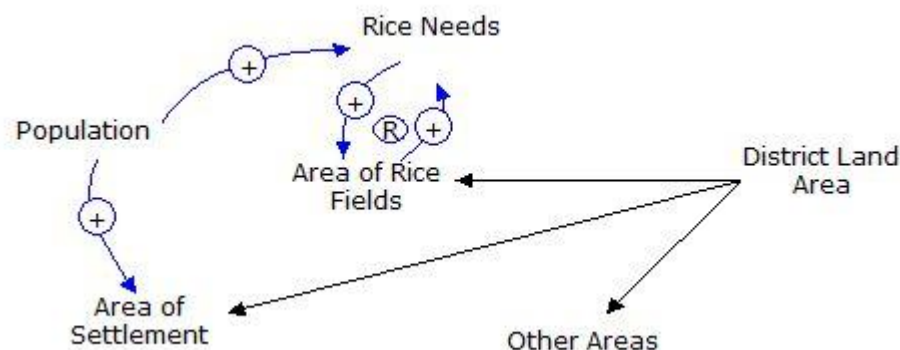 Rice Needs
+
+
R
+
Population
Area of Rice
Fields
District Land
Area
+
Area of
Settlement
Other Areas